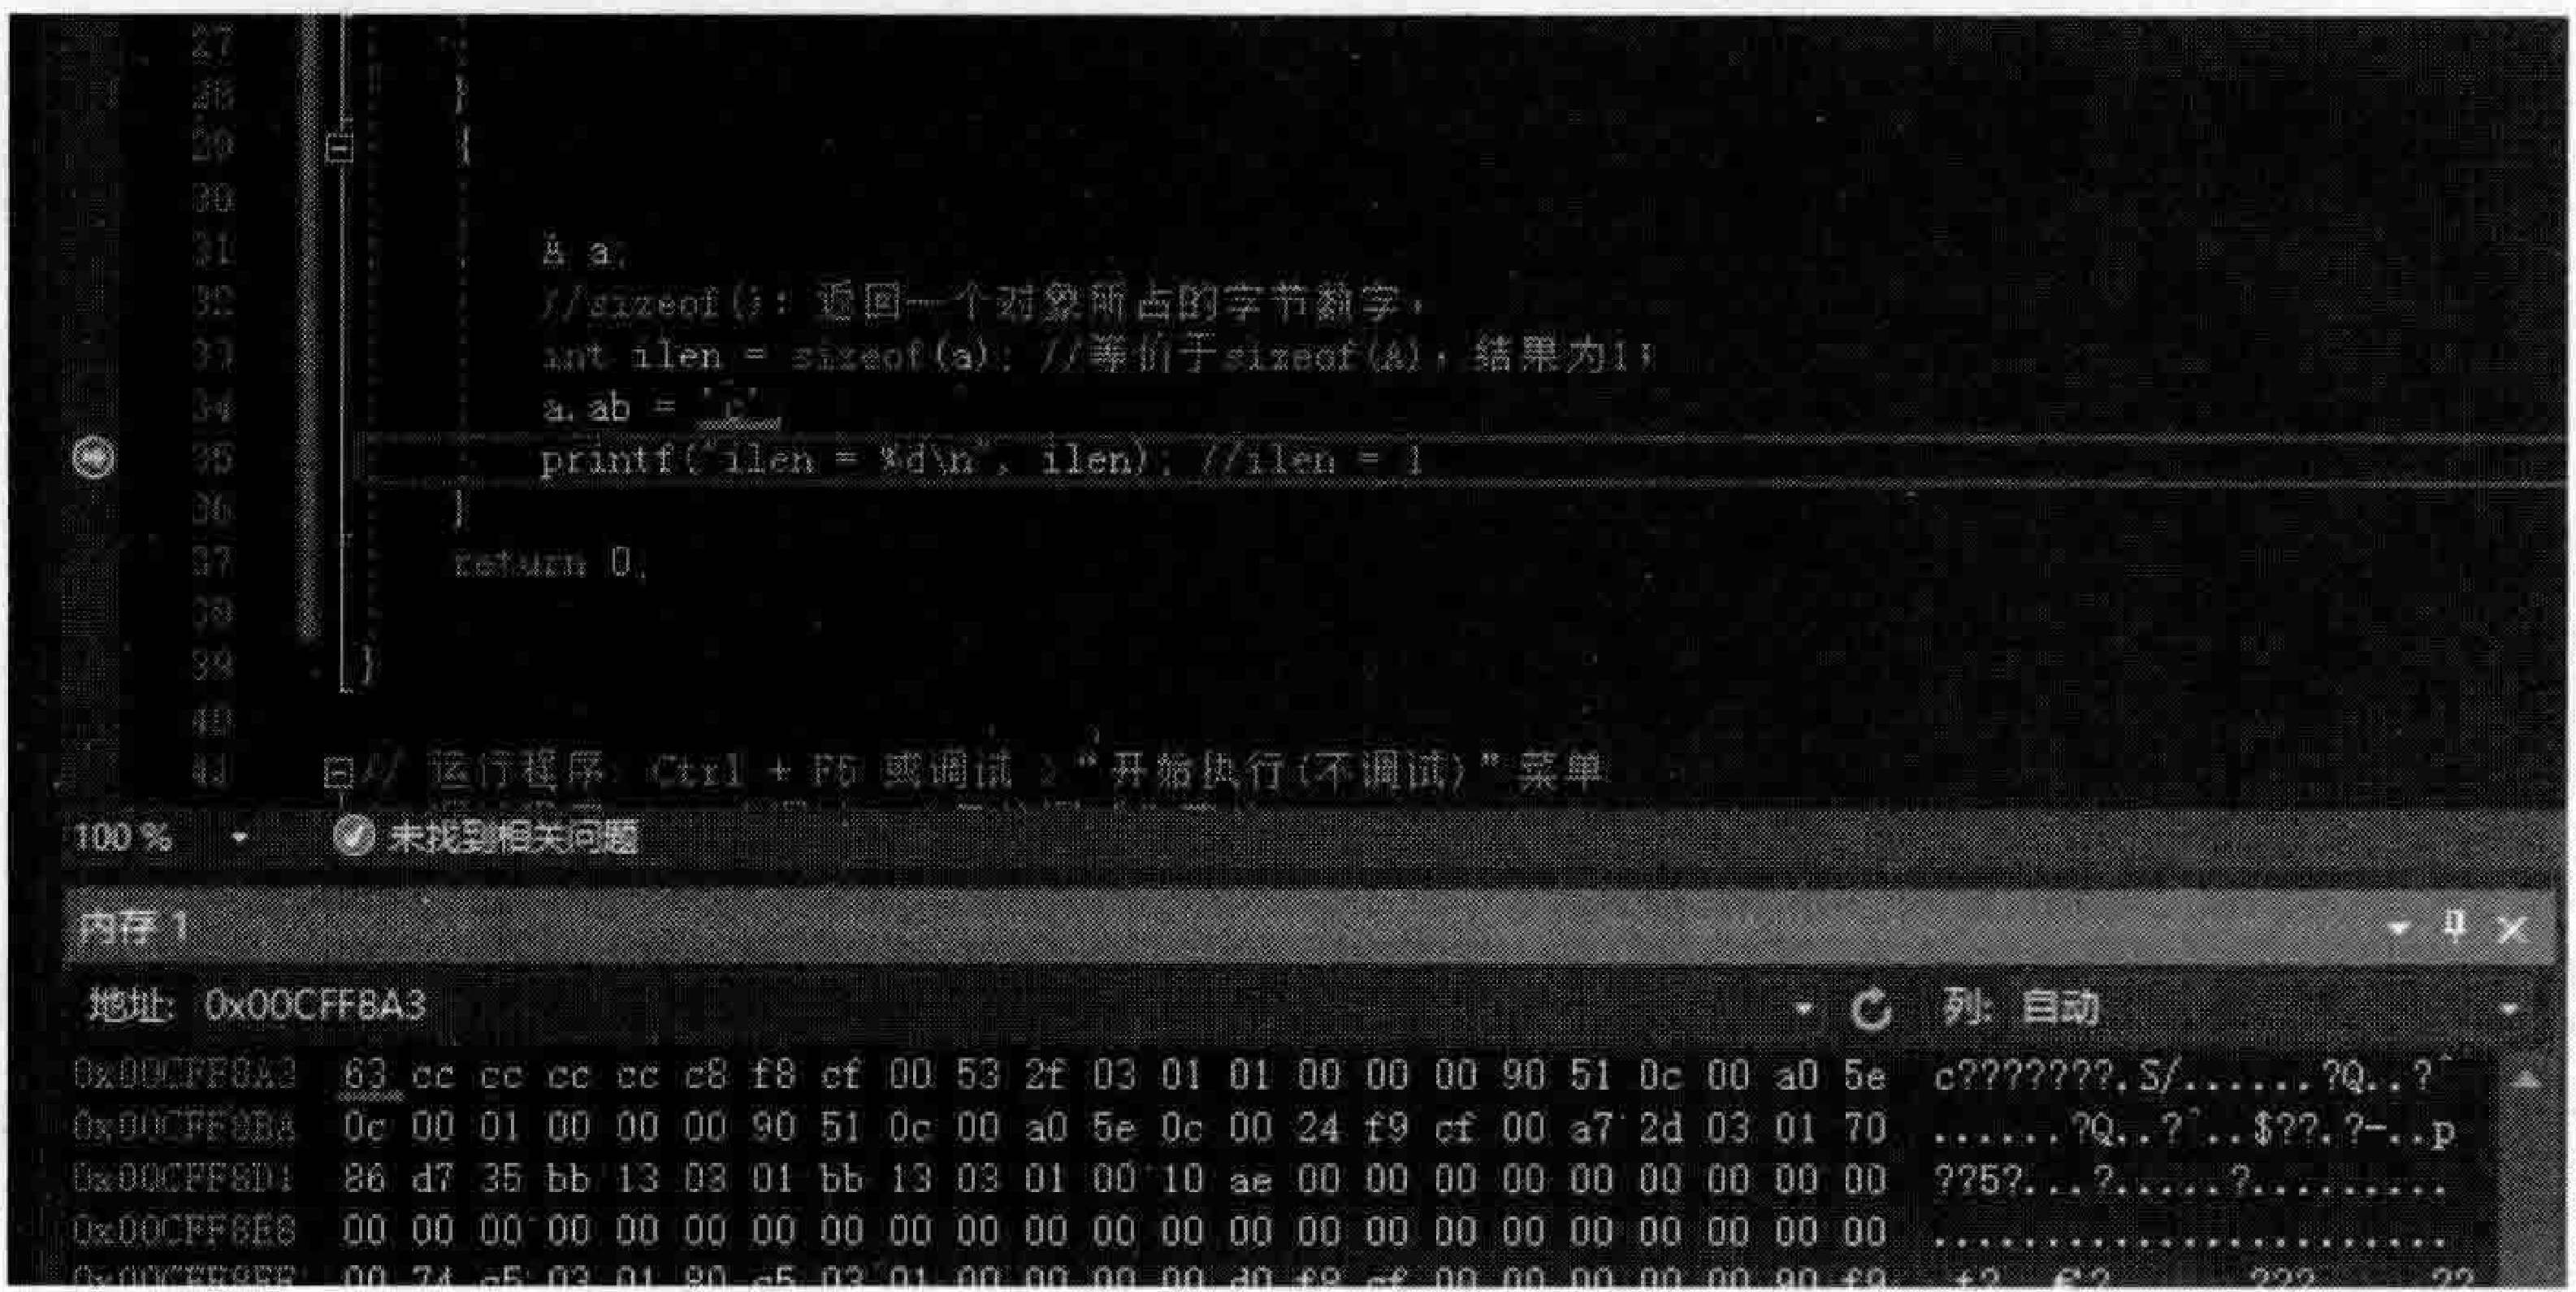 27
28 }
29 {
30
31 A a;
32 //sizeof(): 返回一个对象所占的字节数字,
33 int ilen = sizeof(a); //等价于sizeof(A), 结果为1;
34 a.ab = 'c'
35 printf("ilen = %d\n", ilen); //ilen = 1
36 }
37 return 0;
38
39 }
40
41 // 运行程序: Ctrl + F5 或调试 > "开始执行(不调试)"菜单
100 % 未找到相关问题
内存 1
地址: 0x00CFF8A3 列: 自动
0x00CFF8A3 63 cc cc cc cc c8 f8 cf 00 53 2f 03 01 01 00 00 00 90 51 0c 00 a0 5e c????????.S/......?Q..?^
0x00CFF8BA 0c 00 01 00 00 00 90 51 0c 00 a0 5e 0c 00 24 f9 cf 00 a7 2d 03 01 70 ......?Q..?^..$??.?-..p
0x00CFF8D1 86 d7 35 bb 13 03 01 bb 13 03 01 00 10 ae 00 00 00 00 00 00 00 00 00 ??5?...?.....?.........
0x00CFF8E8 00 00 00 00 00 00 00 00 00 00 00 00 00 00 00 00 00 00 00 00 00 00 00 .......................